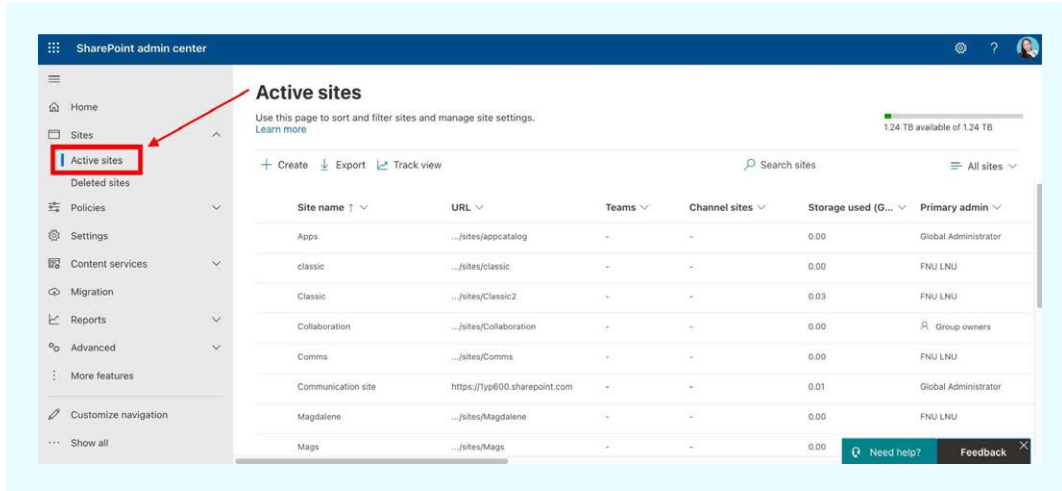 SharePoint admin center
?
Home
Sites
Active sites
Deleted sites
Policies
Settings
Content services
Migration
Reports
Advanced
More features
Customize navigation
Show all
Active sites
Use this page to sort and filter sites and manage site settings.
Learn more
1.24 TB available of 1.24 TB
Create Export Track view Search sites All sites
Site name ↑ URL Teams Channel sites Storage used (G... Primary admin
Apps .../sites/appcatalog - - 0.00 Global Administrator
classic .../sites/classic - - 0.00 FNU LNU
Classic .../sites/Classic2 - - 0.03 FNU LNU
Collaboration .../sites/Collaboration - - 0.00 Group owners
Comms .../sites/Comms - - 0.00 FNU LNU
Communication site https://1yp600.sharepoint.com - - 0.01 Global Administrator
Magdalene .../sites/Magdalene - - 0.00 FNU LNU
Mags .../sites/Mags - - 0.00
Need help? Feedback